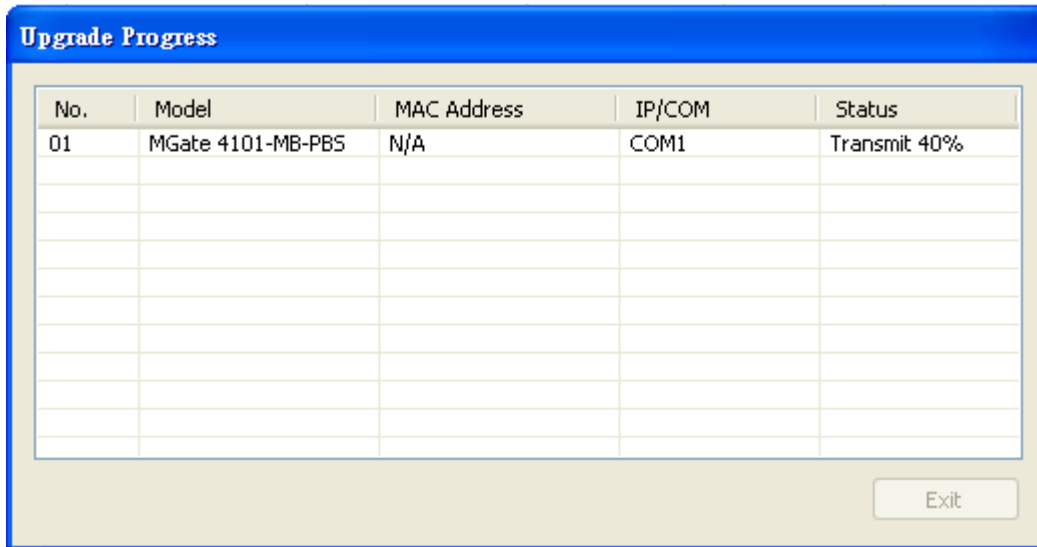 Upgrade Progress
No. Model MAC Address IP/COM Status
01 MGate 4101-MB-PBS N/A COM1 Transmit 40%
Exit